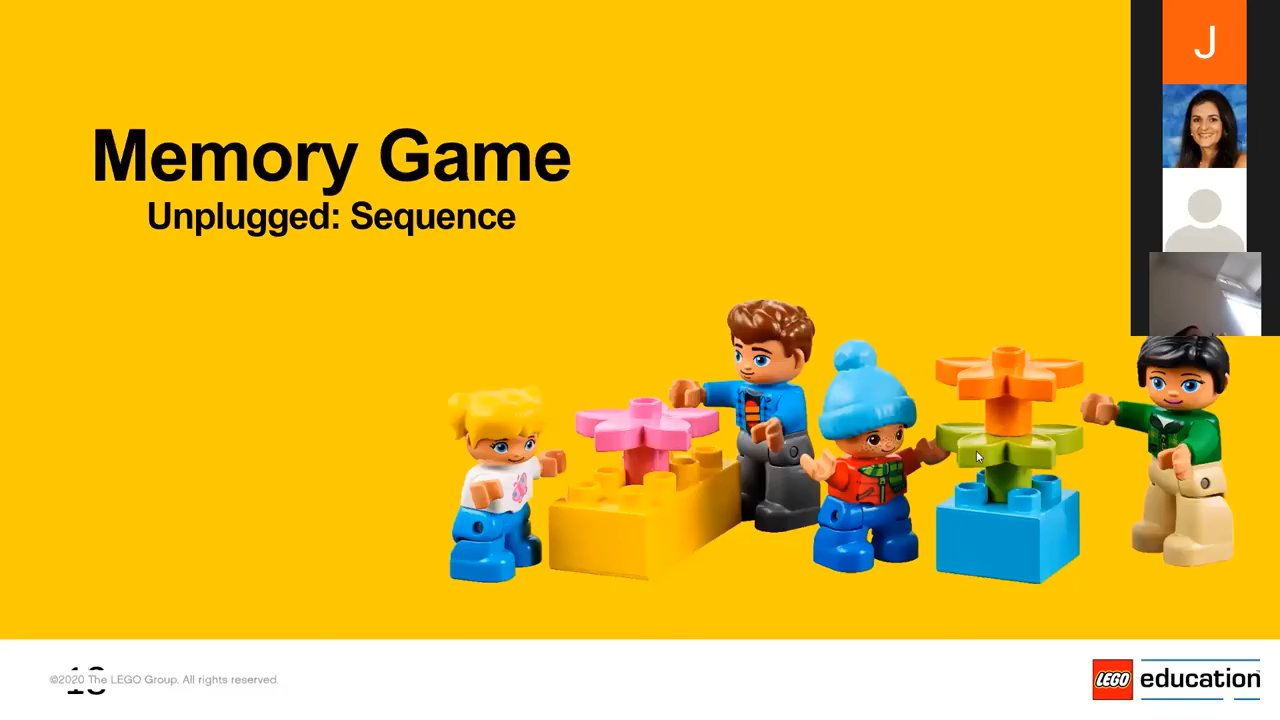 J
Memory Game
Unplugged: Sequence
©2020 The LEGO Group. All rights reserved.
LEGO education